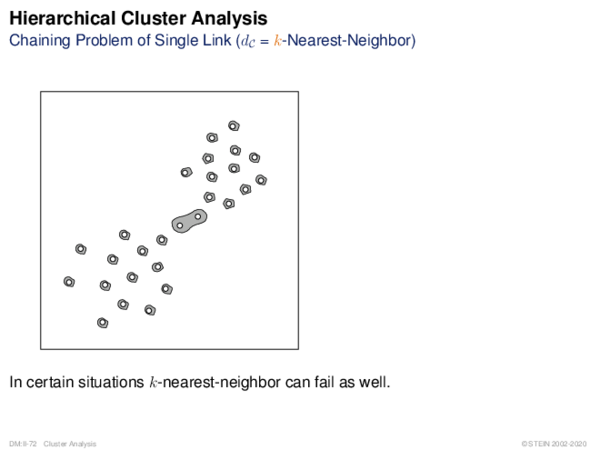 Hierarchical Cluster Analysis
Chaining Problem of Single Link (dC = k-Nearest-Neighbor)
In certain situations k-nearest-neighbor can fail as well.
DM:II-72 Cluster Analysis
© STEIN 2002-2020